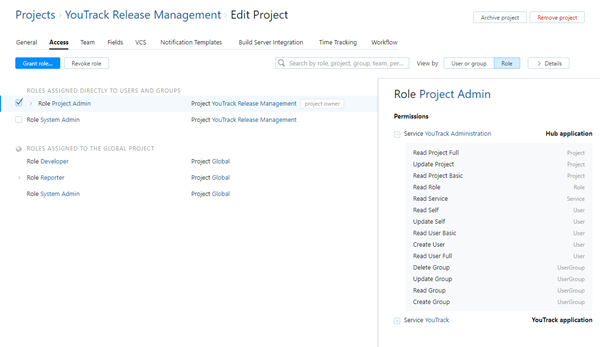 Projects › YouTrack Release Management › Edit Project
Archive project
Remove project
General Access Team Fields VCS Notification Templates Build Server Integration Time Tracking Workflow
Grant role...
Revoke role
Search by role, project, group, team, per...
View by
User or group
Role
Details
ROLES ASSIGNED DIRECTLY TO USERS AND GROUPS
Role Project Admin Project YouTrack Release Management project owner
Role System Admin Project YouTrack Release Management
ROLES ASSIGNED TO THE GLOBAL PROJECT
Role Developer Project Global
Role Reporter Project Global
Role System Admin Project Global
Role Project Admin
Permissions
Service YouTrack Administration Hub application
Read Project Full Project
Update Project Project
Read Project Basic Project
Read Role Role
Read Service Service
Read Self User
Update Self User
Read User Basic User
Create User User
Read User Full User
Delete Group UserGroup
Update Group UserGroup
Read Group UserGroup
Create Group UserGroup
Service YouTrack YouTrack application